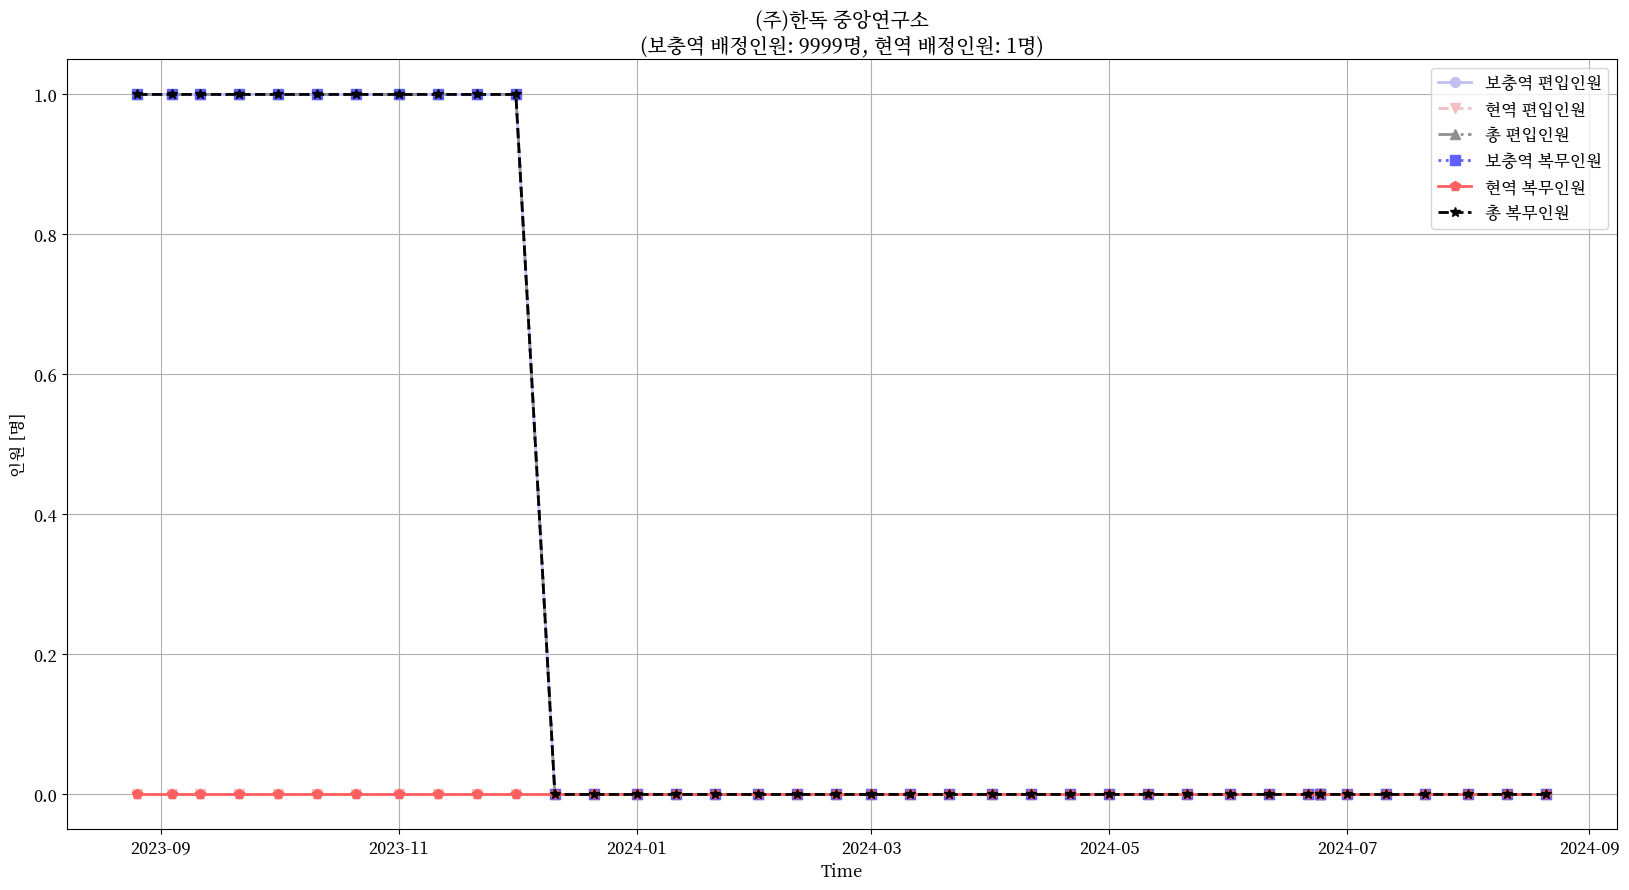 (주)한독 중앙연구소
(보충역 배정인원: 9999명, 현역 배정인원: 1명)
보충역 편입인원
현역 편입인원
총 편입인원
보충역 복무인원
현역 복무인원
총 복무인원
1.0
0.8
0.6
0.4
0.2
0.0
인원 [명]
2023-09 2023-11 2024-01 2024-03 2024-05 2024-07 2024-09
Time